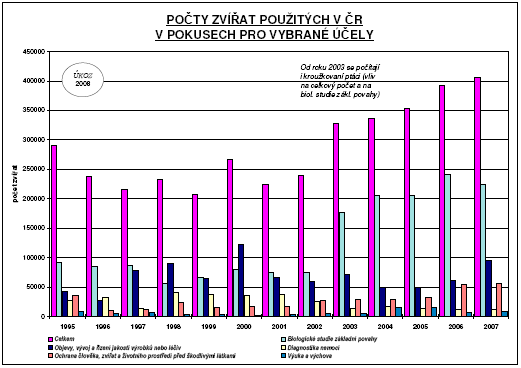 POČTY ZVÍŘAT POUŽITÝCH V ČR
V POKUSECH PRO VYBRANÉ ÚČELY
450000
400000
350000
300000
250000
200000
150000
100000
50000
0
počet zvířat
ÚKOZ
2008
Od roku 2003 se počítají
i kroužkovaní ptáci (vliv
na celkový počet a na
biol. studie zákl. povahy)
1995 1996 1997 1998 1999 2000 2001 2002 2003 2004 2005 2006 2007
Celkem
Biologické studie základní povahy
Objevy, vývoj a řízení jakosti výrobků nebo léčiv
Diagnostika nemocí
Ochrana člověka, zvířat a životního prostředí před škodlivými látkami
Výuka a výchova